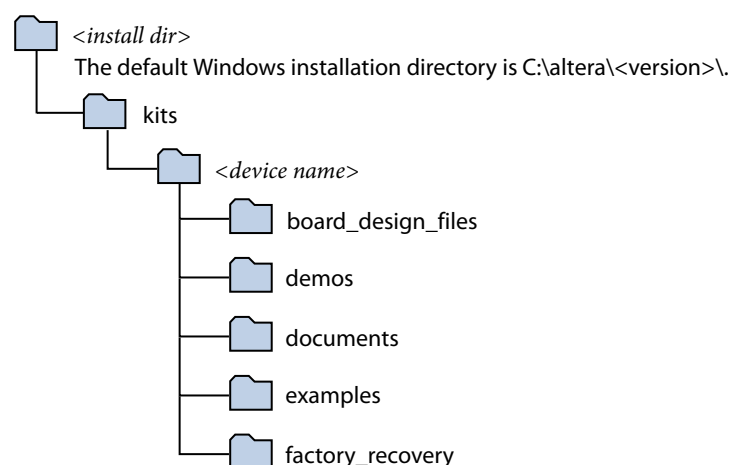 <install dir>
The default Windows installation directory is C:\altera\<version>\.
kits
<device name>
board_design_files
demos
documents
examples
factory_recovery